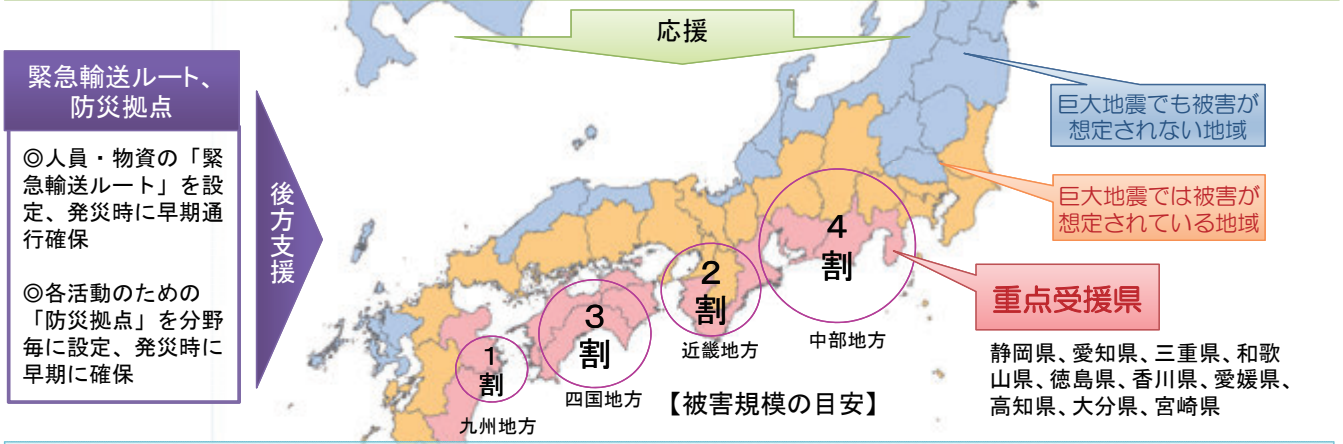 応援
緊急輸送ルート、
防災拠点
◎人員・物資の「緊
急輸送ルート」を設
定、発災時に早期通
行確保
◎各活動のための
「防災拠点」を分野
毎に設定、発災時に
早期に確保
後方支援
巨大地震でも被害が
想定されない地域
巨大地震では被害が
想定されている地域
4
割
中部地方
2
割
近畿地方
3
割
四国地方
1
割
九州地方
【被害規模の目安】
重点受援県
静岡県、愛知県、三重県、和歌
山県、徳島県、香川県、愛媛県、
高知県、大分県、宮崎県